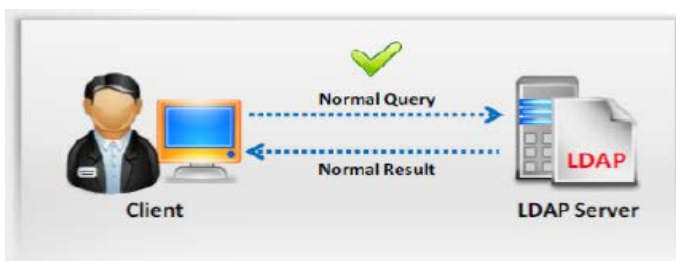 Normal Query
LDAP
Normal Result
Client
LDAP Server